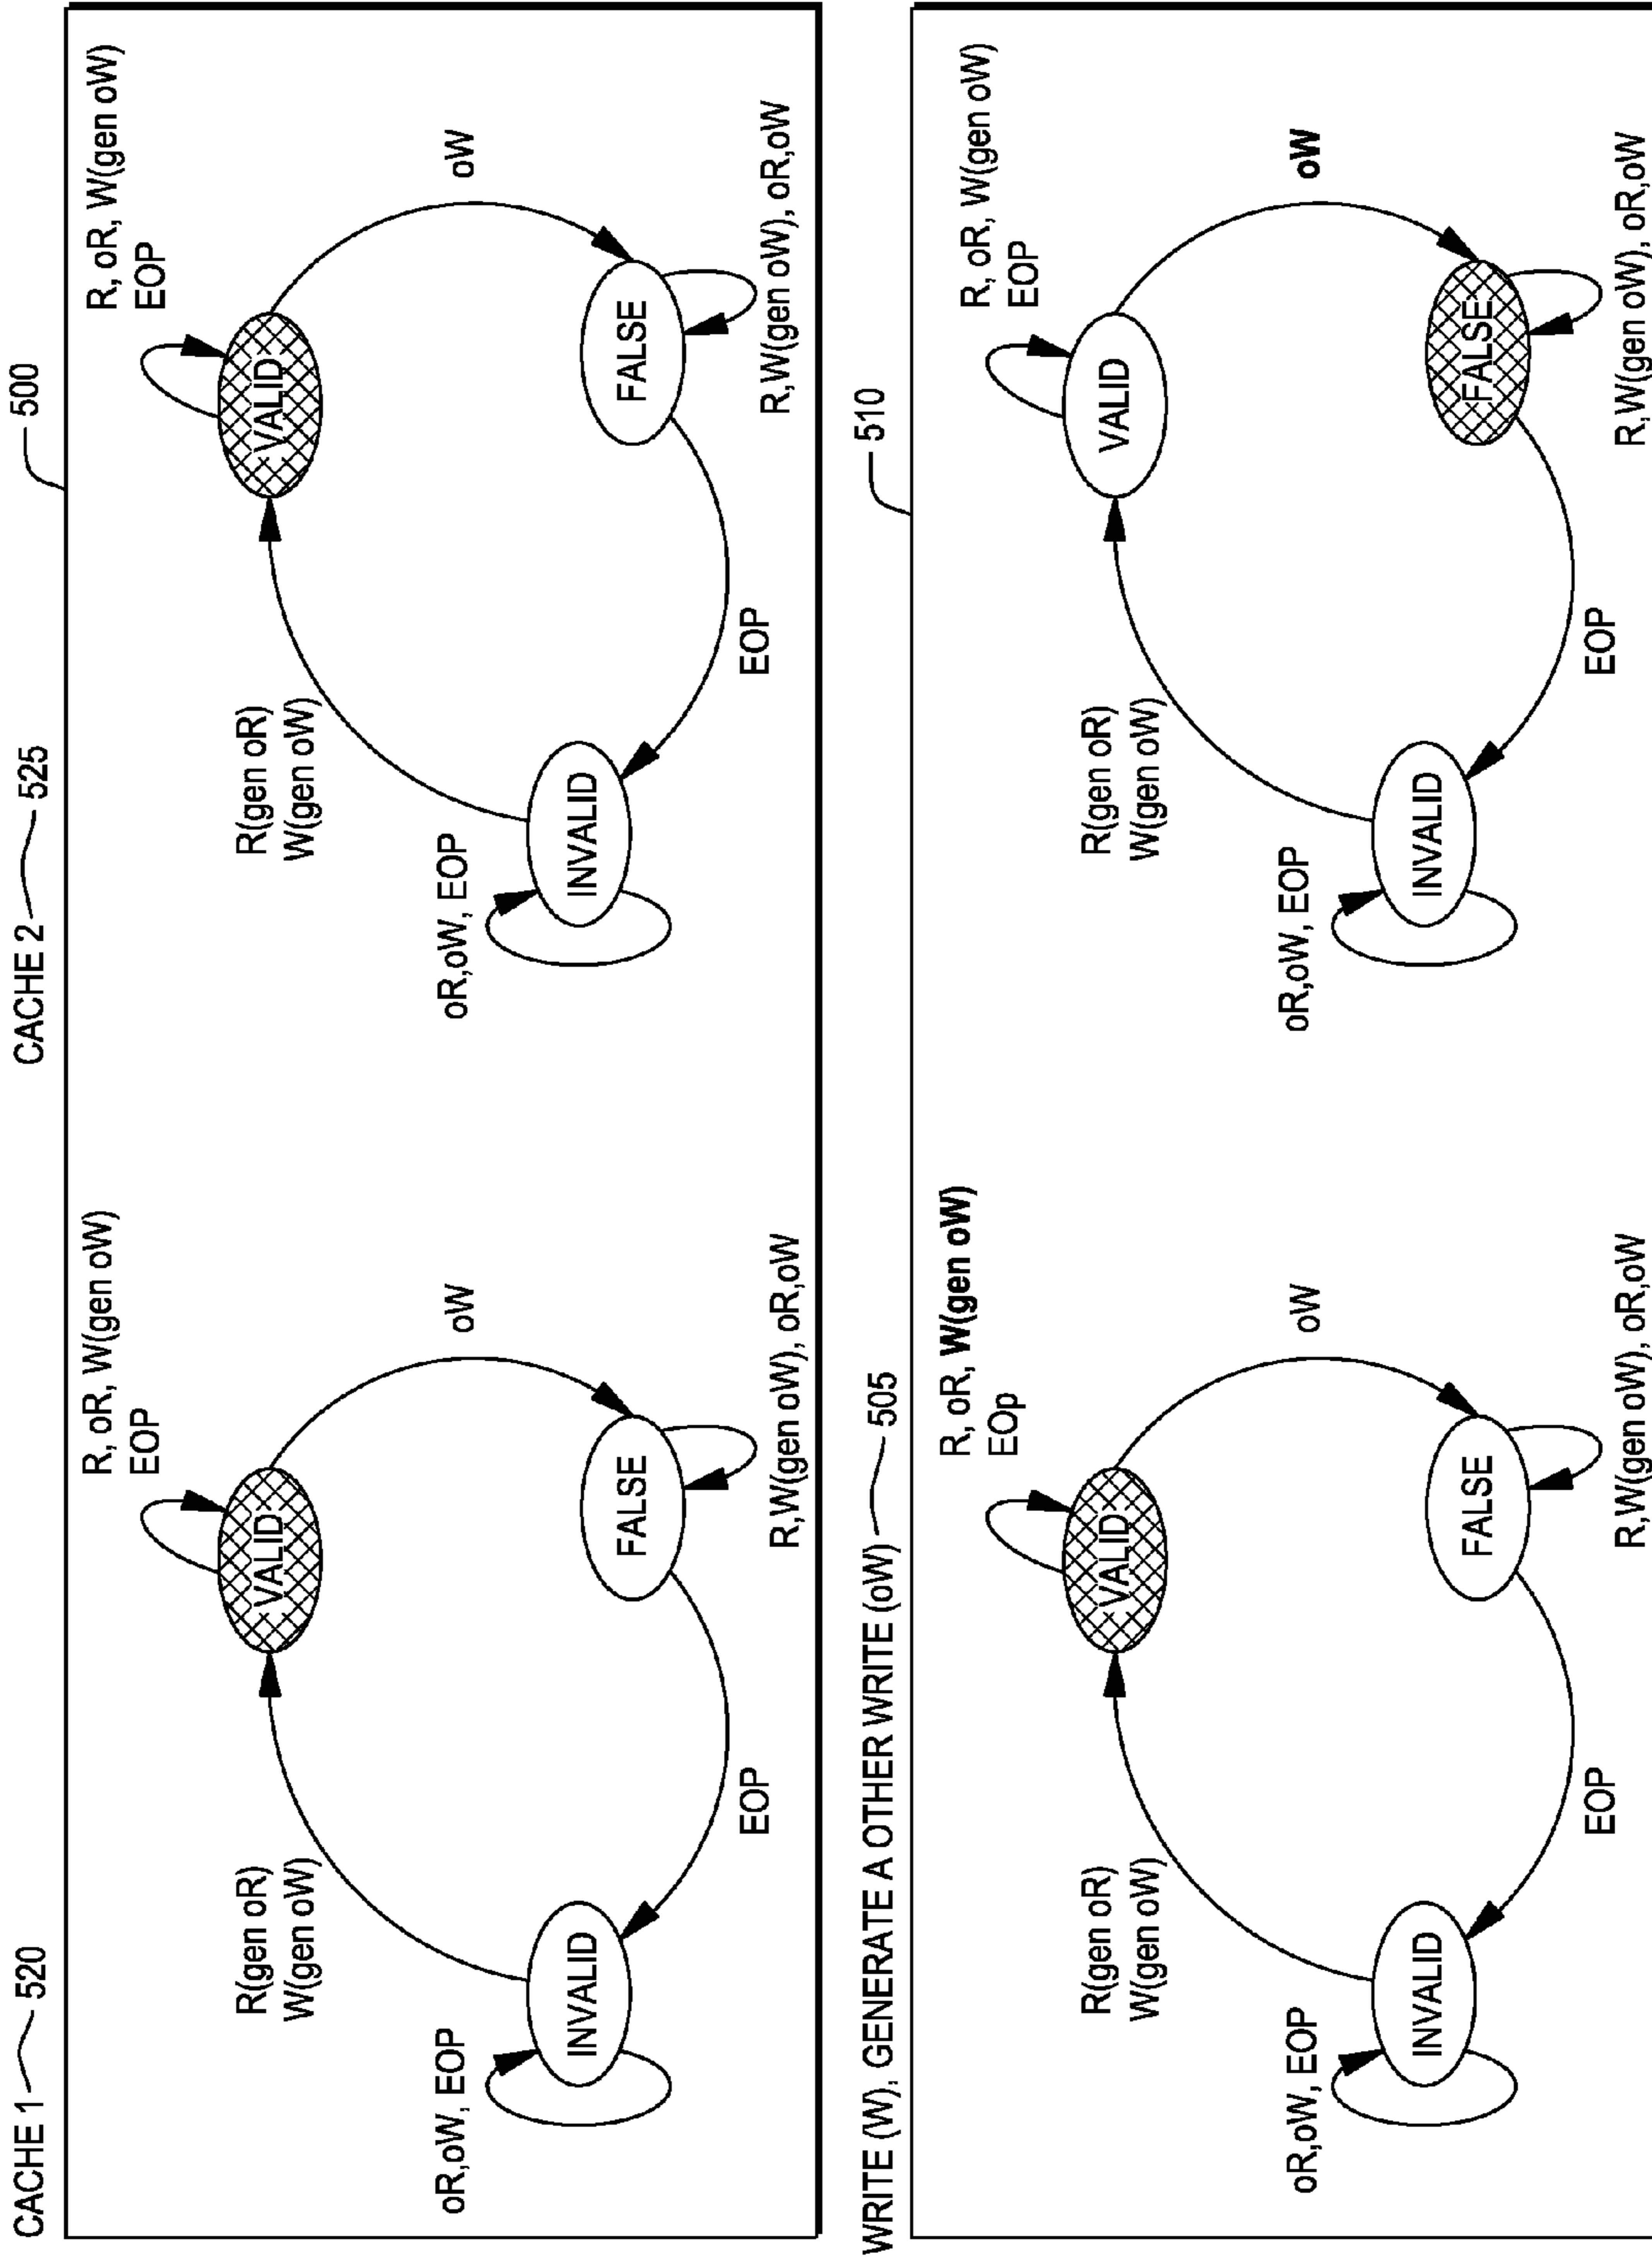 CACHE 1 520
CACHE 2 525
500
R, oR, W(gen oW)
EOP
VALID
oW
R(gen oR)
W(gen oW)
oR,oW, EOP
INVALID
FALSE
EOP
R,W(gen oW), oR,oW
R, oR, W(gen oW)
EOP
VALID
oW
R(gen oR)
W(gen oW)
oR,oW, EOP
INVALID
FALSE
EOP
R,W(gen oW), oR,oW
WRITE (W), GENERATE A OTHER WRITE (oW) 505
510
R, oR, W(gen oW)
EOp
VALID
oW
R(gen oR)
W(gen oW)
oR,oW, EOP
INVALID
FALSE
EOP
R,W(gen oW), oR,oW
R, oR, W(gen oW)
EOP
VALID
oW
R(gen oR)
W(gen oW)
oR,oW, EOP
INVALID
FALSE
EOP
R,W(gen oW), oR,oW